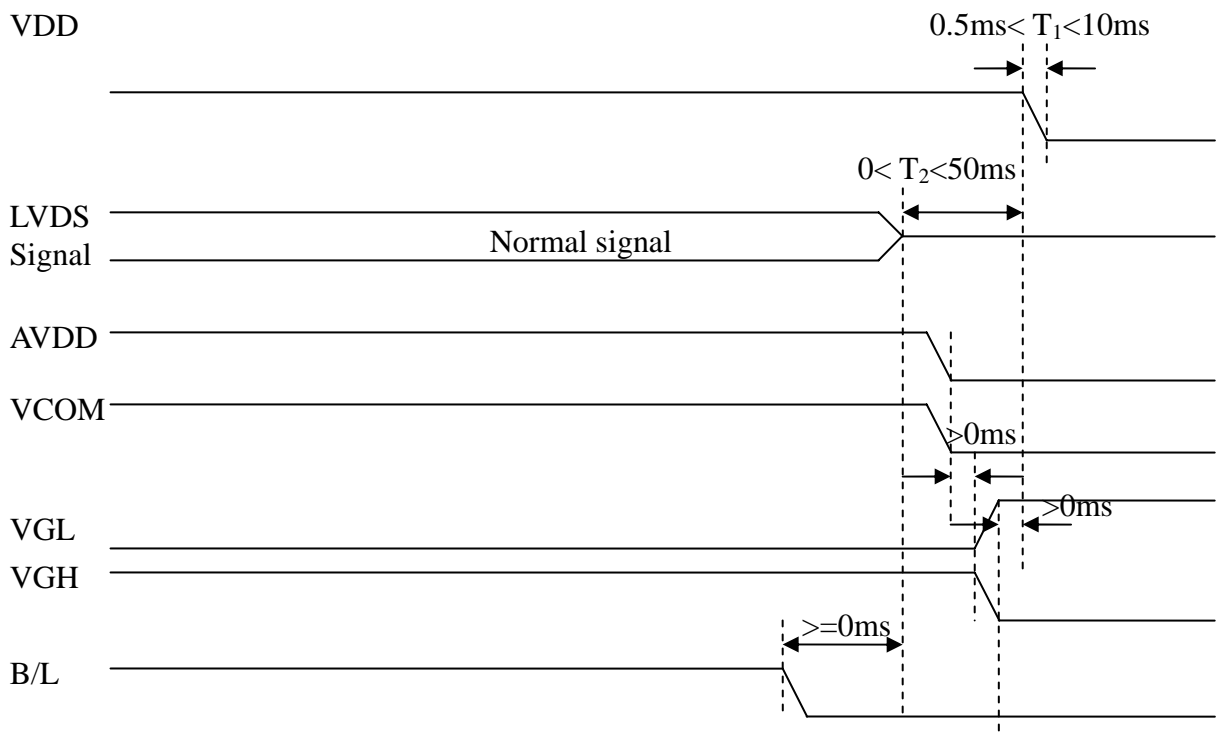 VDD
0.5ms< T₁<10ms
0< T₂<50ms
LVDS
Signal
Normal signal
AVDD
VCOM
>0ms
>0ms
VGL
VGH
>=0ms
B/L